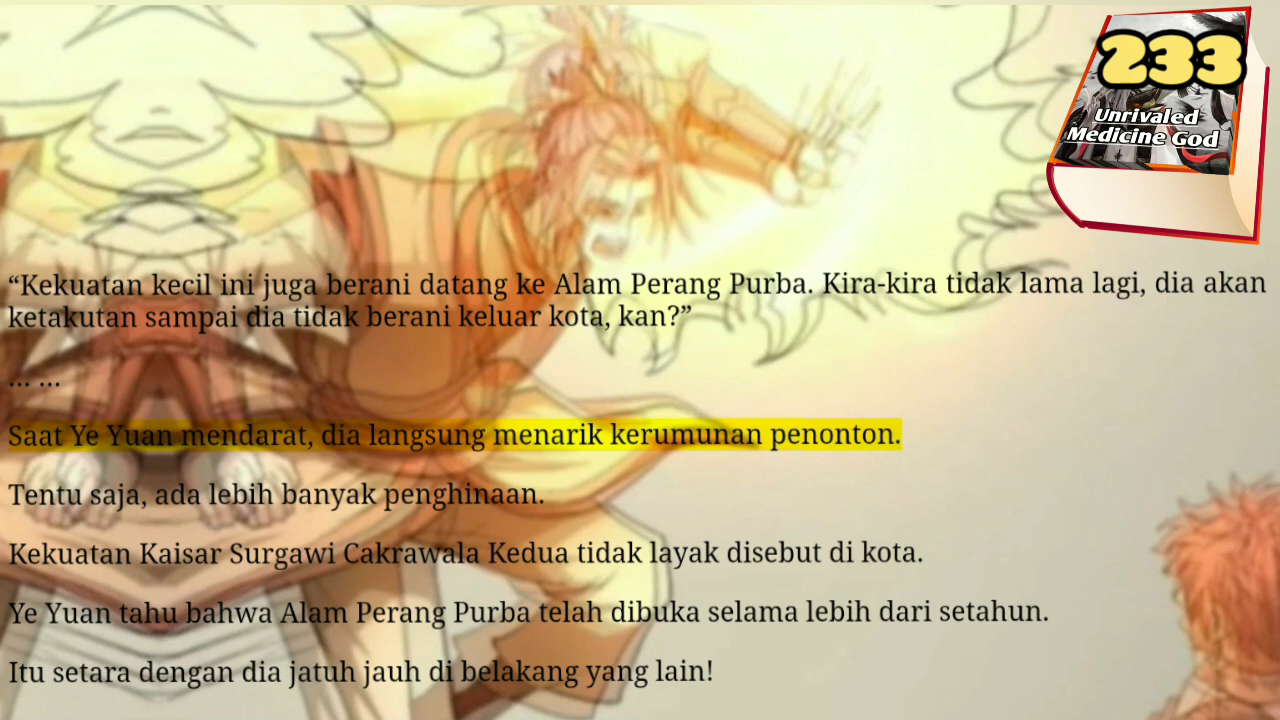 233
Unrivaled
Medicine God
“Kekuatan kecil ini juga berani datang ke Alam Perang Purba. Kira-kira tidak lama lagi, dia akan
ketakutan sampai dia tidak berani keluar kota, kan?”
... ...
Saat Ye Yuan mendarat, dia langsung menarik kerumunan penonton.
Tentu saja, ada lebih banyak penghinaan.
Kekuatan Kaisar Surgawi Cakrawala Kedua tidak layak disebut di kota.
Ye Yuan tahu bahwa Alam Perang Purba telah dibuka selama lebih dari setahun.
Itu setara dengan dia jatuh jauh di belakang yang lain!